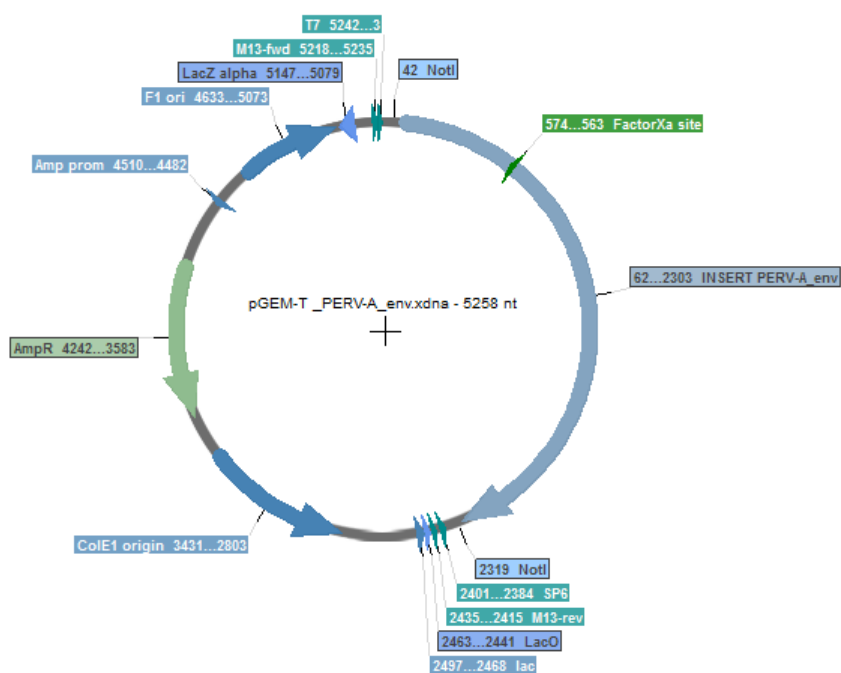 T7 5242...3
M13-fwd 5218...5235
LacZ alpha 5147...5079
42 NotI
F1 ori 4633...5073
574...563 FactorXa site
Amp prom 4510...4482
62...2303 INSERT PERV-A_env
pGEM-T _PERV-A_env.xdna - 5258 nt
AmpR 4242...3583
ColE1 origin 3431...2803
2319 NotI
2401...2384 SP6
2435...2415 M13-rev
2463...2441 LacO
2497...2468 lac